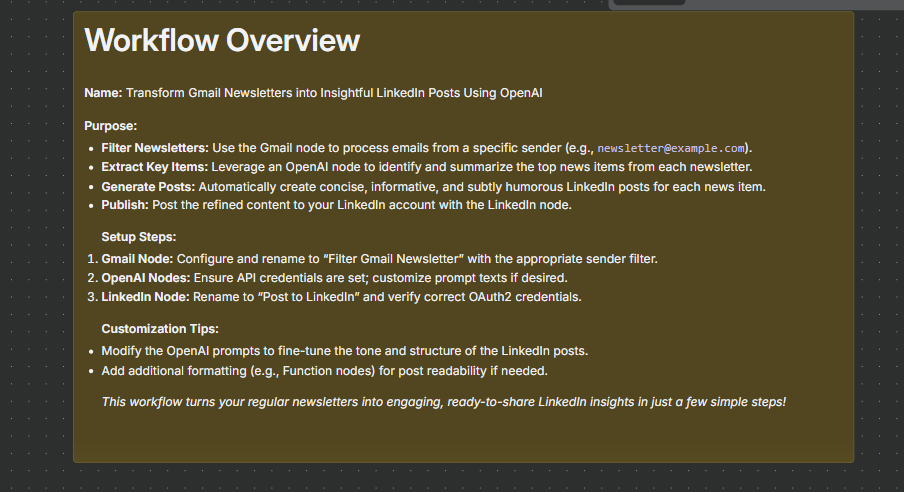 Workflow Overview
Name: Transform Gmail Newsletters into Insightful LinkedIn Posts Using OpenAI
Purpose:
• Filter Newsletters: Use the Gmail node to process emails from a specific sender (e.g., newsletter@example.com).
• Extract Key Items: Leverage an OpenAI node to identify and summarize the top news items from each newsletter.
• Generate Posts: Automatically create concise, informative, and subtly humorous LinkedIn posts for each news item.
• Publish: Post the refined content to your LinkedIn account with the LinkedIn node.
Setup Steps:
1. Gmail Node: Configure and rename to “Filter Gmail Newsletter” with the appropriate sender filter.
2. OpenAI Nodes: Ensure API credentials are set; customize prompt texts if desired.
3. LinkedIn Node: Rename to “Post to LinkedIn” and verify correct OAuth2 credentials.
Customization Tips:
• Modify the OpenAI prompts to fine-tune the tone and structure of the LinkedIn posts.
• Add additional formatting (e.g., Function nodes) for post readability if needed.
This workflow turns your regular newsletters into engaging, ready-to-share LinkedIn insights in just a few simple steps!